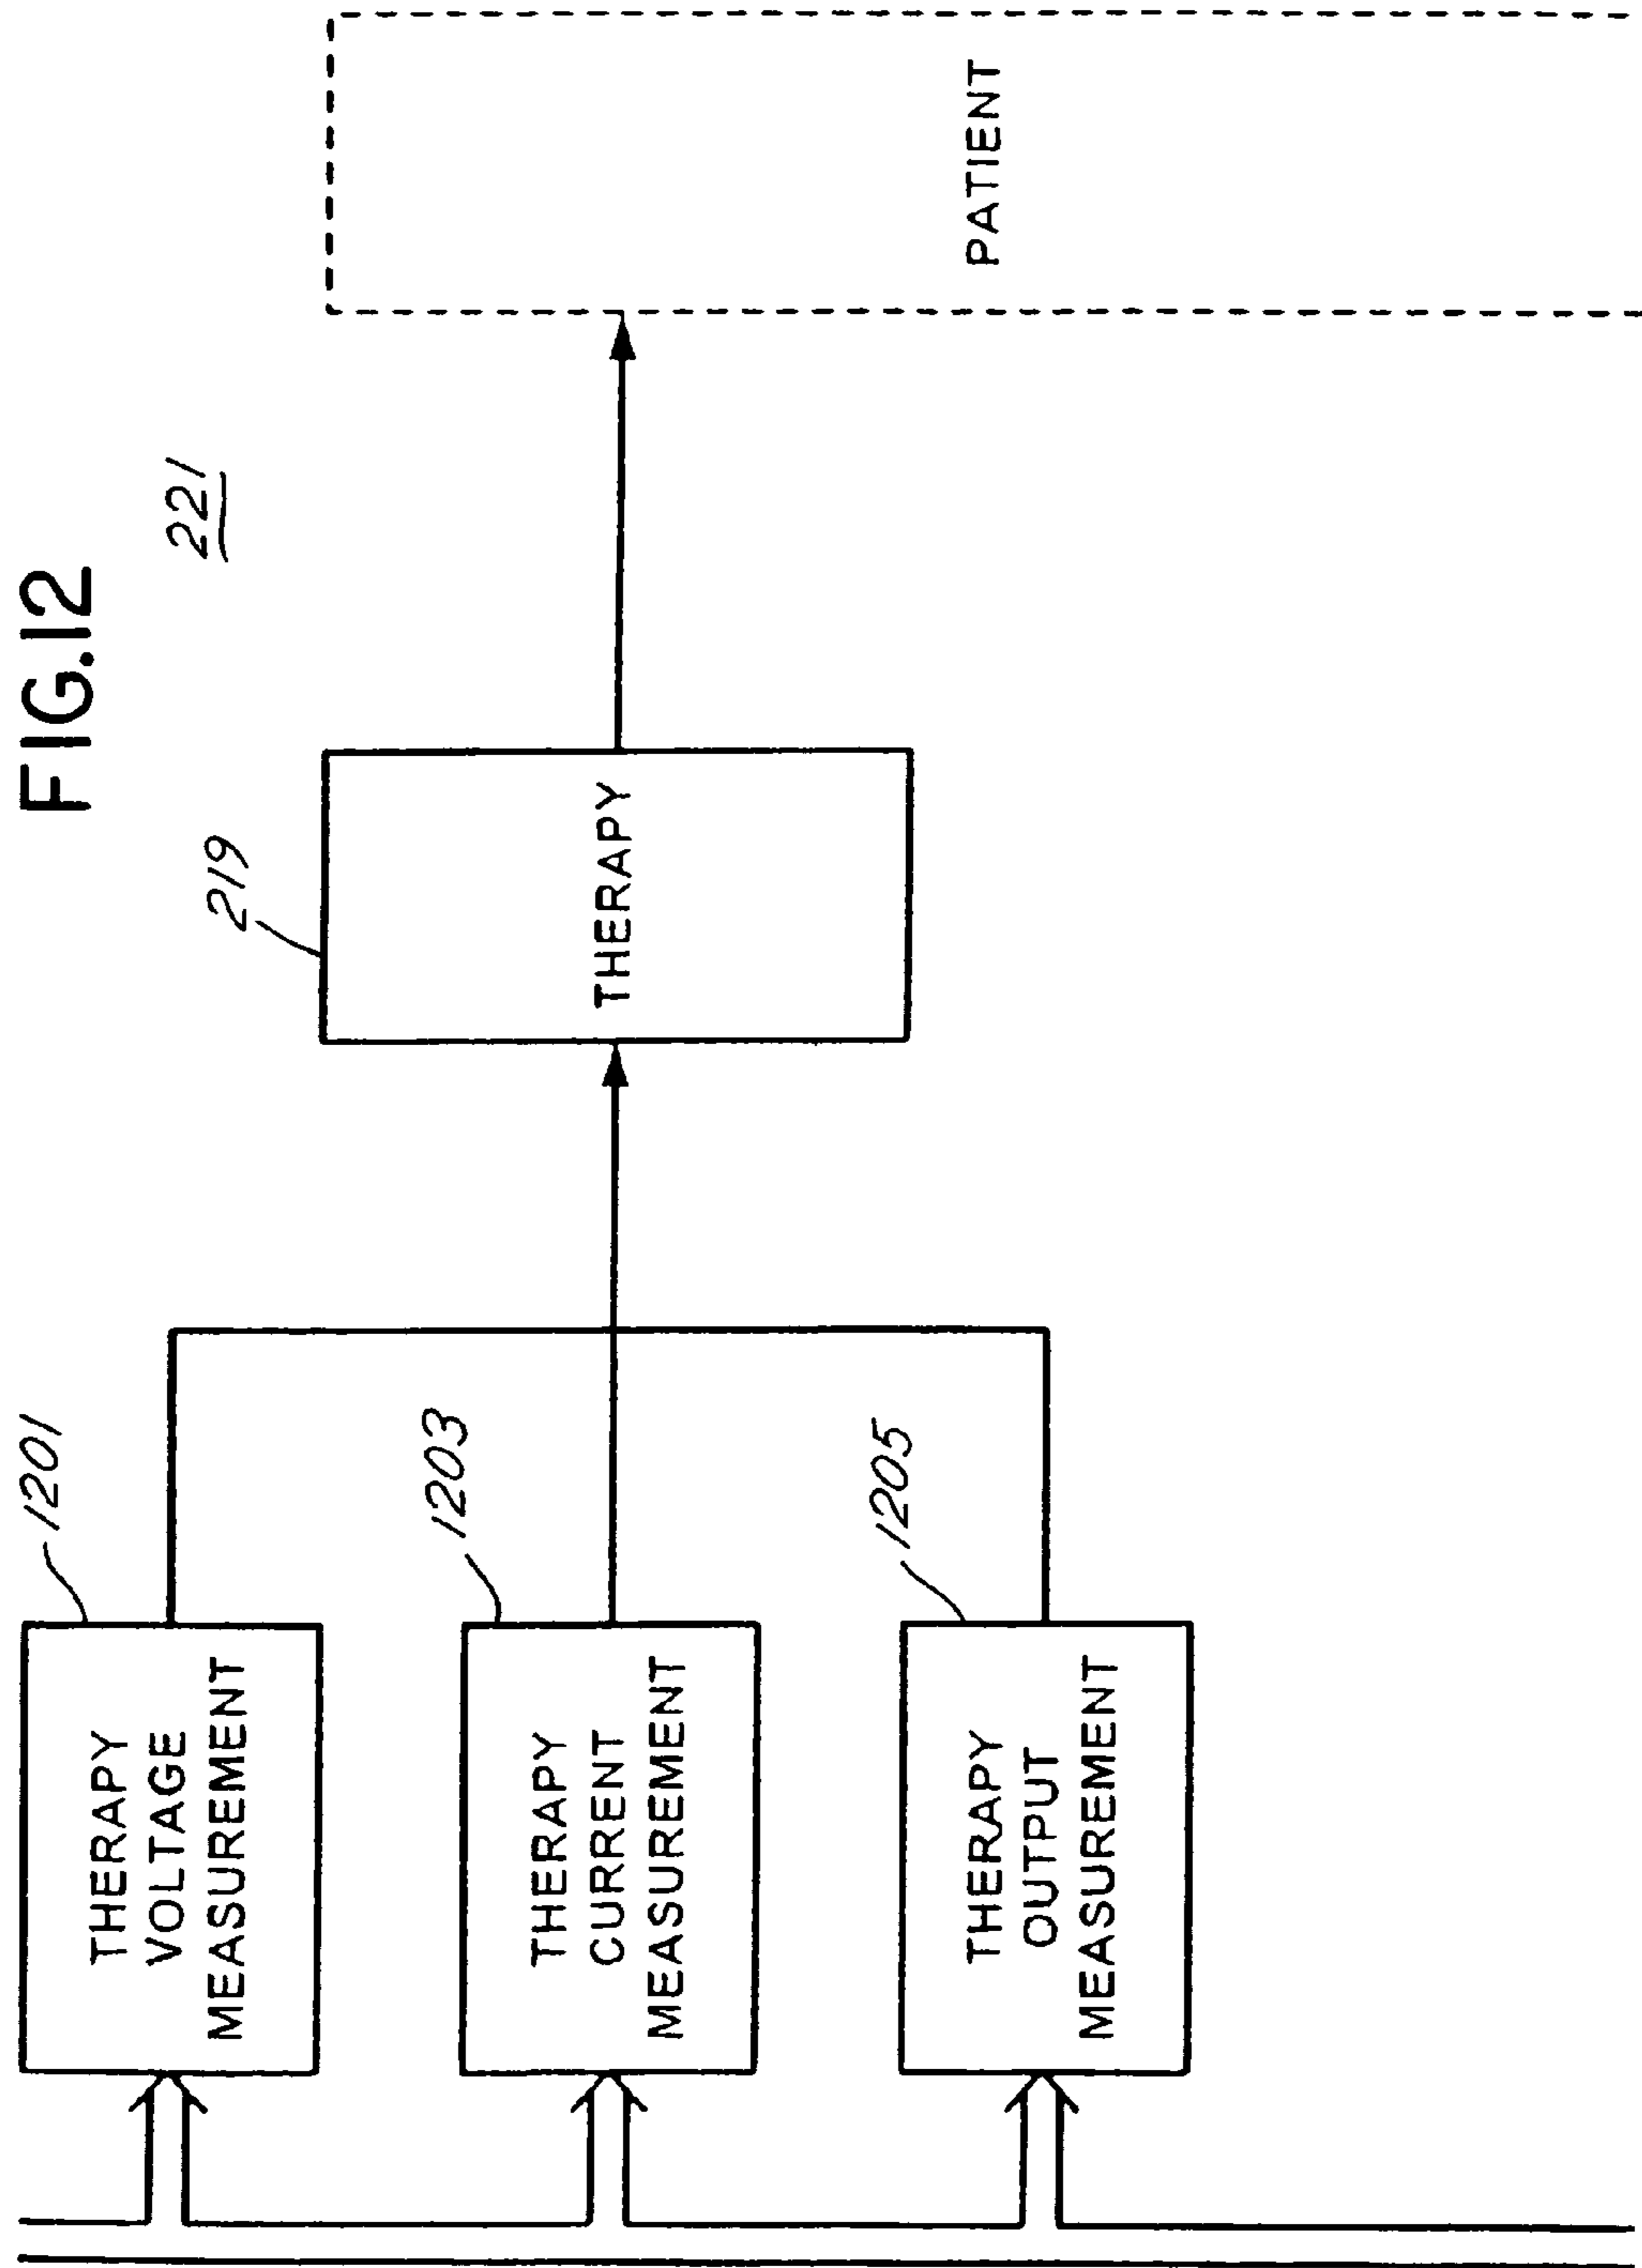 FIG.12
221
1201
THERAPY
VOLTAGE
MEASUREMENT
1203
THERAPY
CURRENT
MEASUREMENT
1205
THERAPY
OUTPUT
MEASUREMENT
219
THERAPY
PATIENT